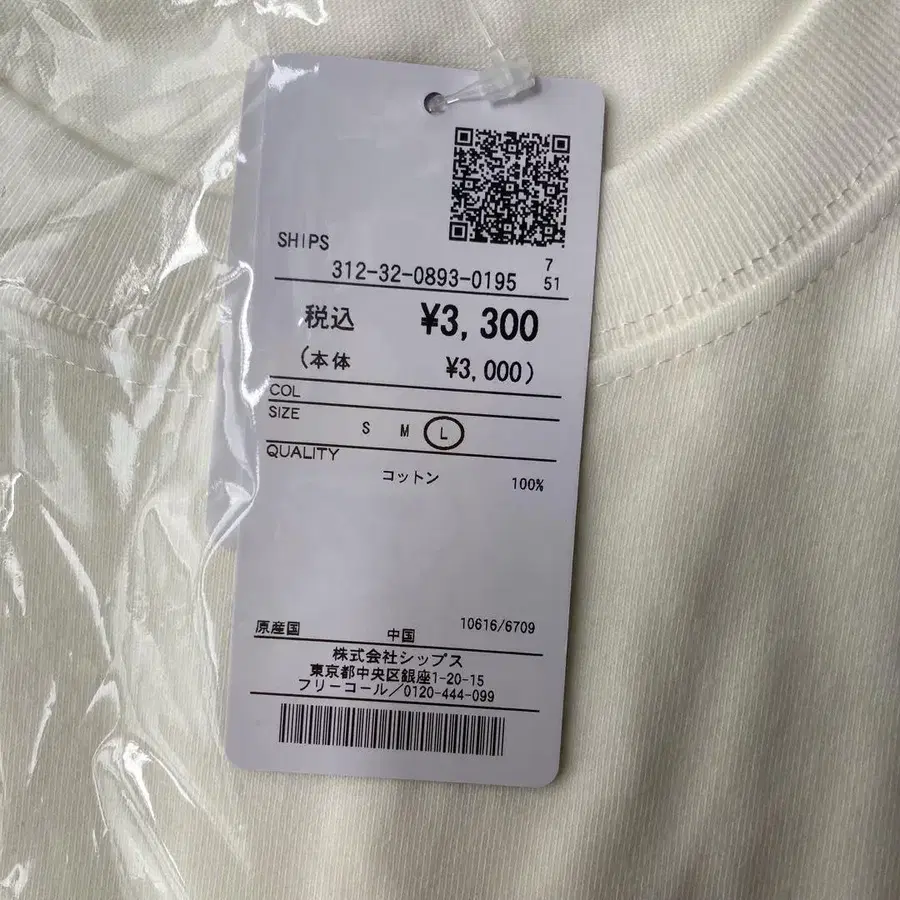 SHIPS
312-32-0893-0195
7
51
税込 ¥3,300
(本体 ¥3,000)
COL
SIZE
S M L
QUALITY
コットン 100%
10616/6709
原産国 中国
株式会社シップス
東京都中央区銀座1-20-15
フリーコール/0120-444-099